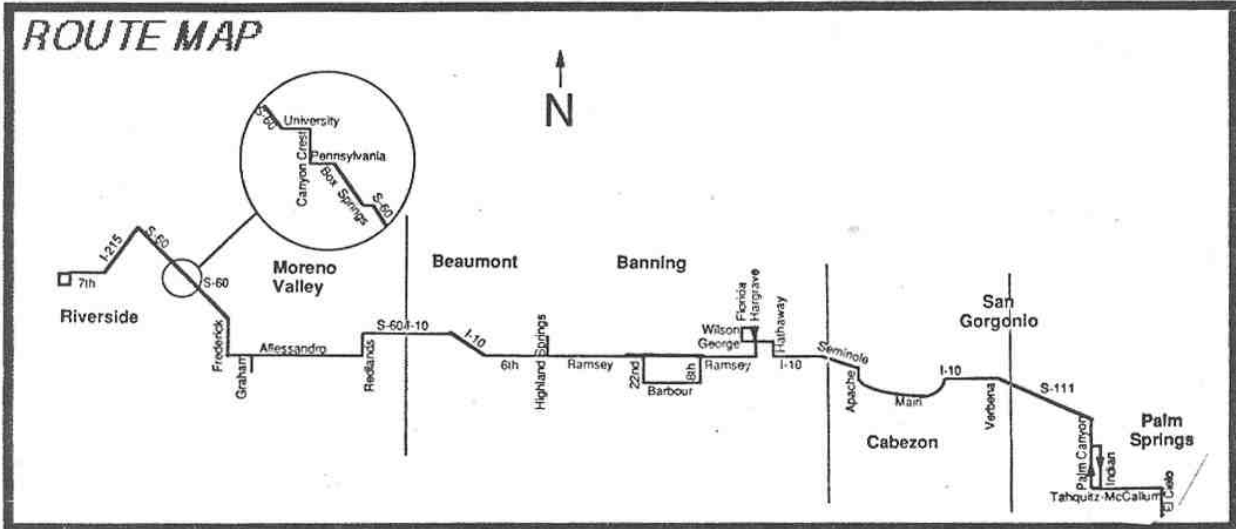 ROUTE MAP
N
S-60
University
Canyon Crest
Pennsylvania
Box Springs
S-60
7th
I-215
S-60
S-60
Riverside
Moreno
Valley
Frederick
Graham
Allessandro
Redlands
S-60/I-10
Beaumont
I-10
6th
Highland Springs
Banning
Ramsey
22nd
8th
Barbour
Ramsey
Wilson
George
Florida
Hargrave
Hathaway
I-10
Seminole
Apache
Main
I-10
Verbena
Cabezon
San
Gorgonio
S-111
Palm Canyon
Indian
Palm
Springs
Tahquitz-McCallum
El Cielo